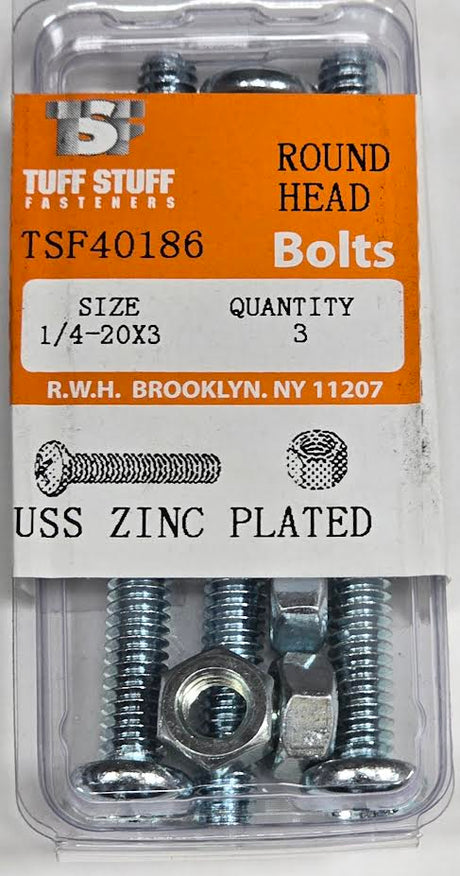 TSF
TUFF STUFF
FASTENERS
ROUND
HEAD
TSF40186
Bolts
SIZE
1/4-20X3
QUANTITY
3
R.W.H. BROOKLYN. NY 11207
USS ZINC PLATED